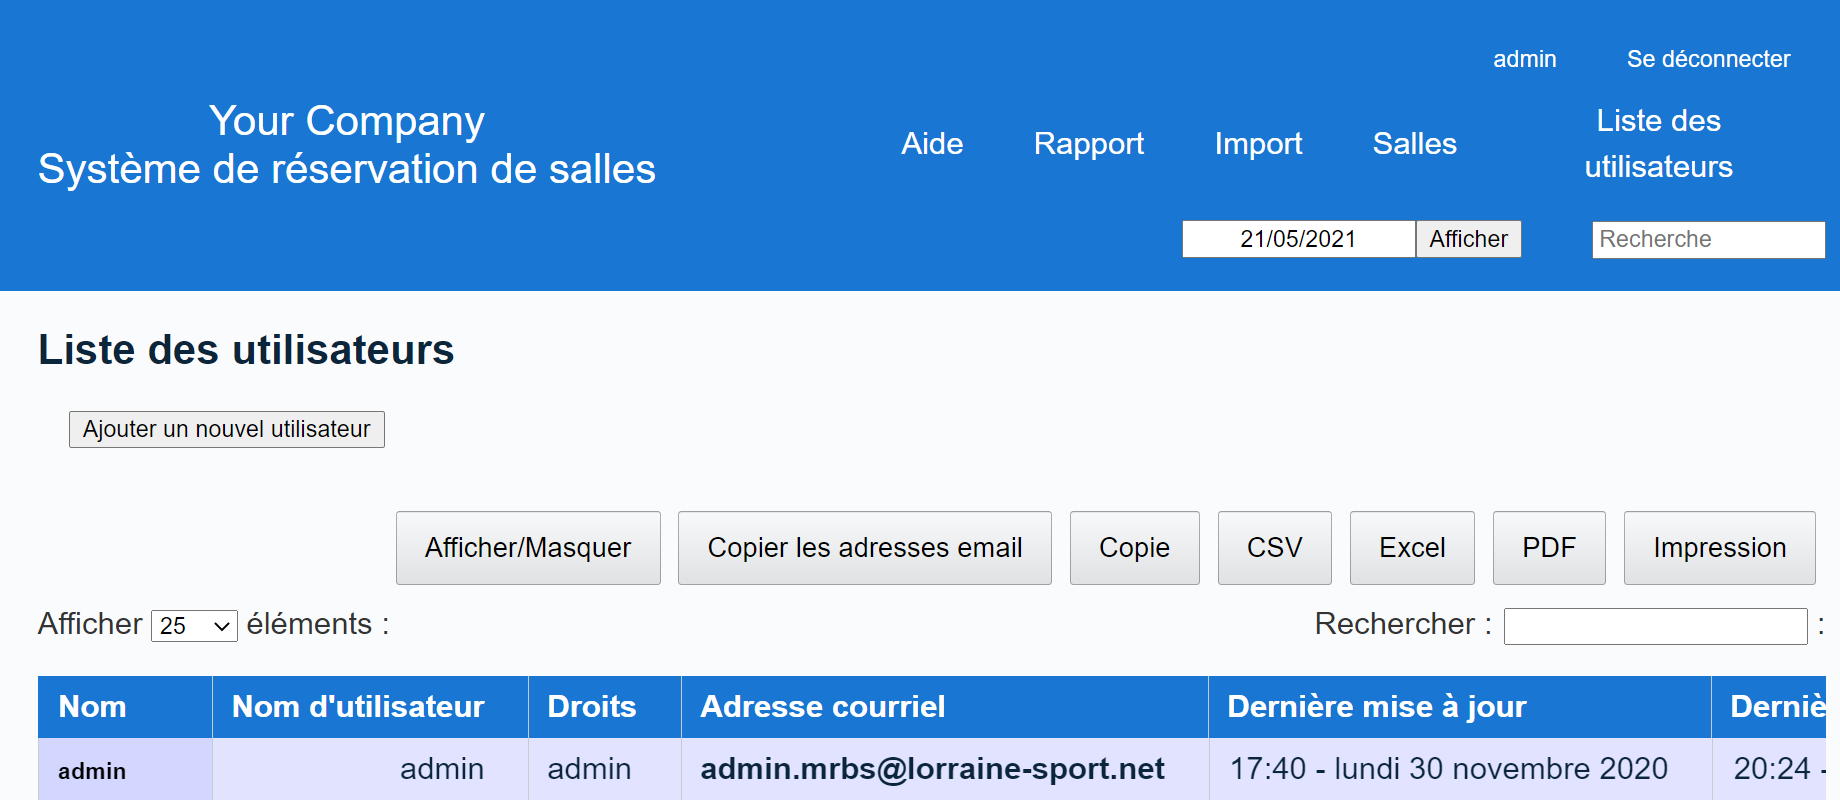 admin Se déconnecter
Your Company
Système de réservation de salles
Aide Rapport Import Salles Liste des
utilisateurs
21/05/2021 Afficher Recherche
Liste des utilisateurs
Ajouter un nouvel utilisateur
Afficher/Masquer Copier les adresses email Copie CSV Excel PDF Impression
Afficher 25 éléments : Rechercher : :
Nom Nom d'utilisateur Droits Adresse courriel Dernière mise à jour Derniè
admin admin admin admin.mrbs@lorraine-sport.net 17:40 - lundi 30 novembre 2020 20:24 -